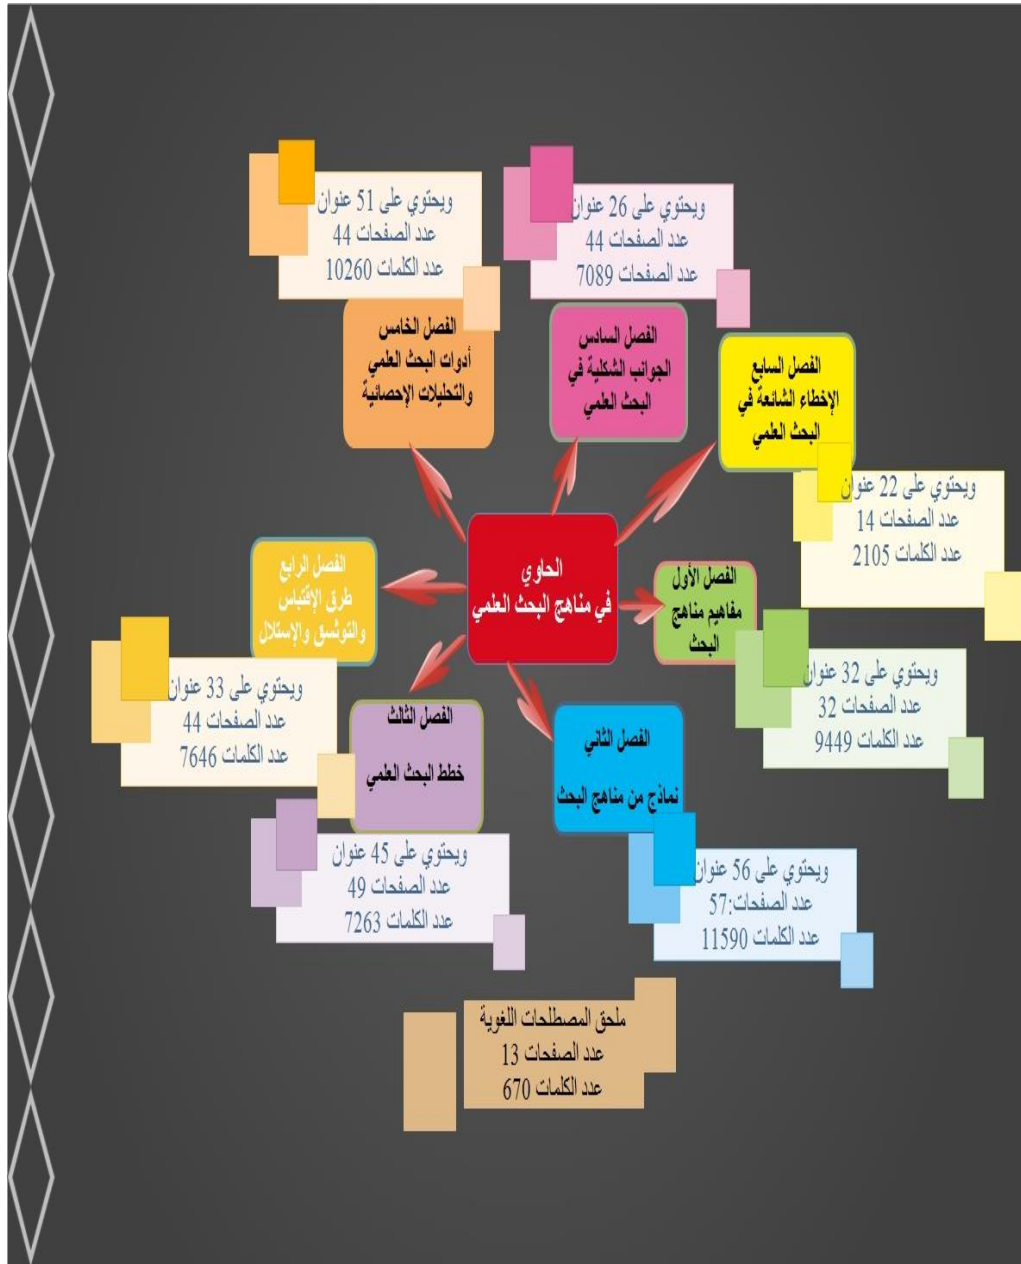 الحاوي
في مناهج البحث العلمي
الفصل الأول
مفاهيم مناهج
البحث
ويحتوي على 32 عنوان
عدد الصفحات 32
عدد الكلمات 9449
الفصل الثاني
نماذج من مناهج البحث
ويحتوي على 56 عنوان
عدد الصفحات:57
عدد الكلمات 11590
الفصل الثالث
خطط البحث العلمي
ويحتوي على 45 عنوان
عدد الصفحات 49
عدد الكلمات 7263
الفصل الرابع
طرق الإقتباس
والتوثسق والإستلال
ويحتوي على 33 عنوان
عدد الصفحات 44
عدد الكلمات 7646
الفصل الخامس
أدوات البحث العلمي
والتحليلات الإحصائية
ويحتوي على 51 عنوان
عدد الصفحات 44
عدد الكلمات 10260
الفصل السادس
الجوانب الشكلية في
البحث العلمي
ويحتوي على 26 عنوان
عدد الصفحات 44
عدد الصفحات 7089
الفصل السابع
الإخطاء الشائعة في
البحث العلمي
ويحتوي على 22 عنوان
عدد الصفحات 14
عدد الكلمات 2105
ملحق المصطلحات اللغوية
عدد الصفحات 13
عدد الكلمات 670